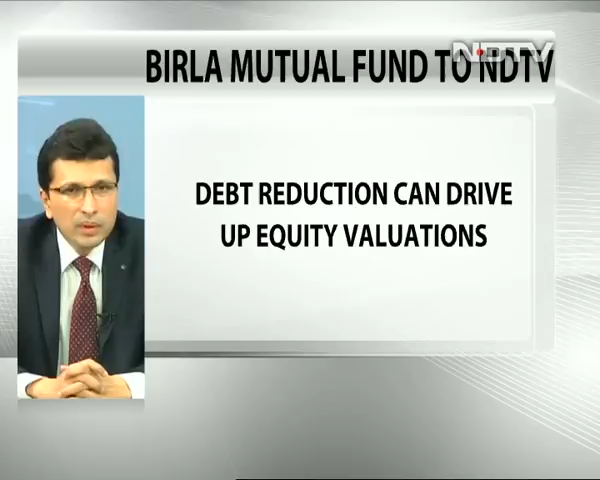 BIRLA MUTUAL FUND TO NDTV
NDTV
DEBT REDUCTION CAN DRIVE
UP EQUITY VALUATIONS